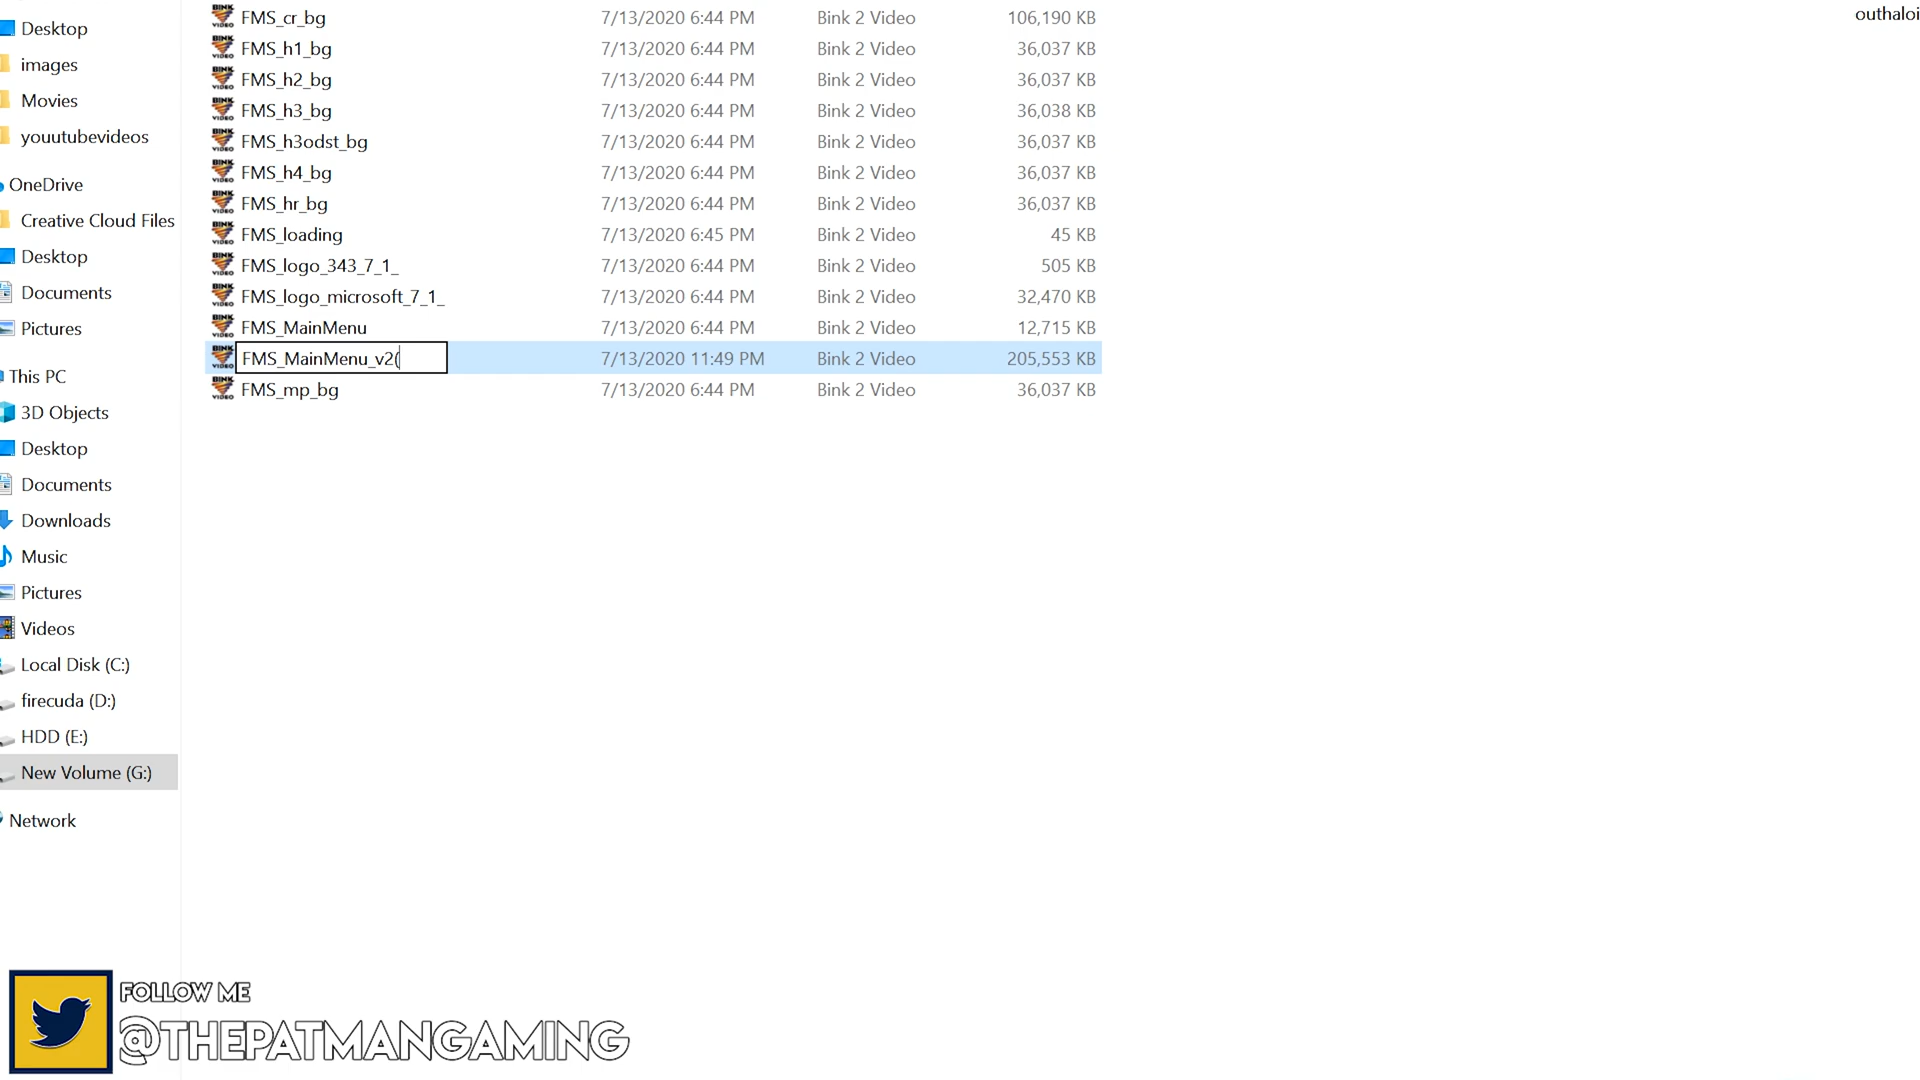 Desktop
images
Movies
youutubevideos
OneDrive
Creative Cloud Files
Desktop
Documents
Pictures
This PC
3D Objects
Desktop
Documents
Downloads
Music
Pictures
Videos
Local Disk (C:)
firecuda (D:)
HDD (E:)
New Volume (G:)
Network
FMS_cr_bg 7/13/2020 6:44 PM Bink 2 Video 106,190 KB
FMS_h1_bg 7/13/2020 6:44 PM Bink 2 Video 36,037 KB
FMS_h2_bg 7/13/2020 6:44 PM Bink 2 Video 36,037 KB
FMS_h3_bg 7/13/2020 6:44 PM Bink 2 Video 36,038 KB
FMS_h3odst_bg 7/13/2020 6:44 PM Bink 2 Video 36,037 KB
FMS_h4_bg 7/13/2020 6:44 PM Bink 2 Video 36,037 KB
FMS_hr_bg 7/13/2020 6:44 PM Bink 2 Video 36,037 KB
FMS_loading 7/13/2020 6:45 PM Bink 2 Video 45 KB
FMS_logo_343_7_1_ 7/13/2020 6:44 PM Bink 2 Video 505 KB
FMS_logo_microsoft_7_1_ 7/13/2020 6:44 PM Bink 2 Video 32,470 KB
FMS_MainMenu 7/13/2020 6:44 PM Bink 2 Video 12,715 KB
FMS_MainMenu_v2( 7/13/2020 11:49 PM Bink 2 Video 205,553 KB
FMS_mp_bg 7/13/2020 6:44 PM Bink 2 Video 36,037 KB
outhaloi
FOLLOW ME
@THEPATMANGAMING